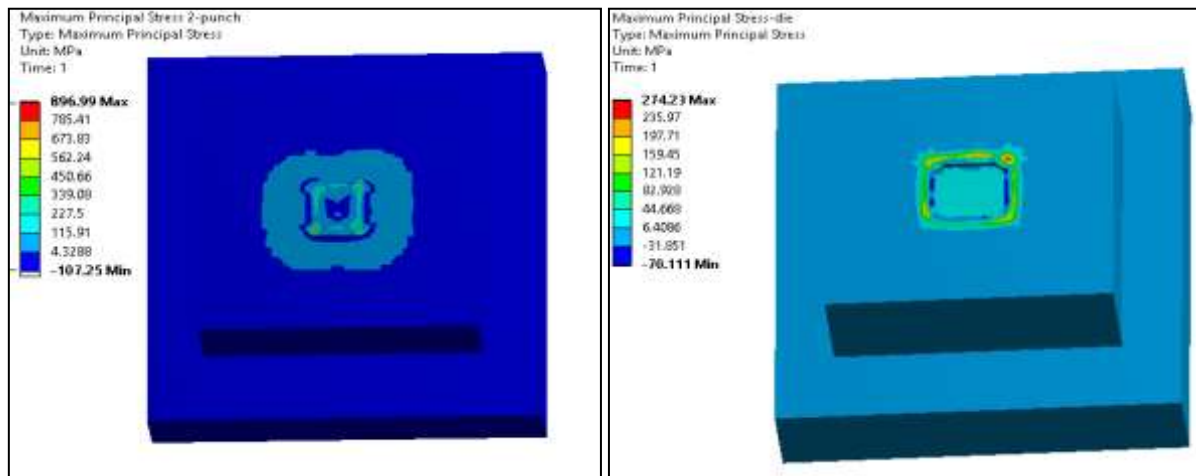 Maximum Principal Stress 2-punch
Type: Maximum Principal Stress
Unit: MPa
Time: 1
896.99 Max
785.41
673.83
562.24
450.66
339.08
227.5
115.91
4.3288
-107.25 Min
Maximum Principal Stress-die
Type: Maximum Principal Stress
Unit: MPa
Time: 1
274.23 Max
235.97
197.71
159.45
121.19
82.928
44.668
6.4086
-31.851
-70.111 Min